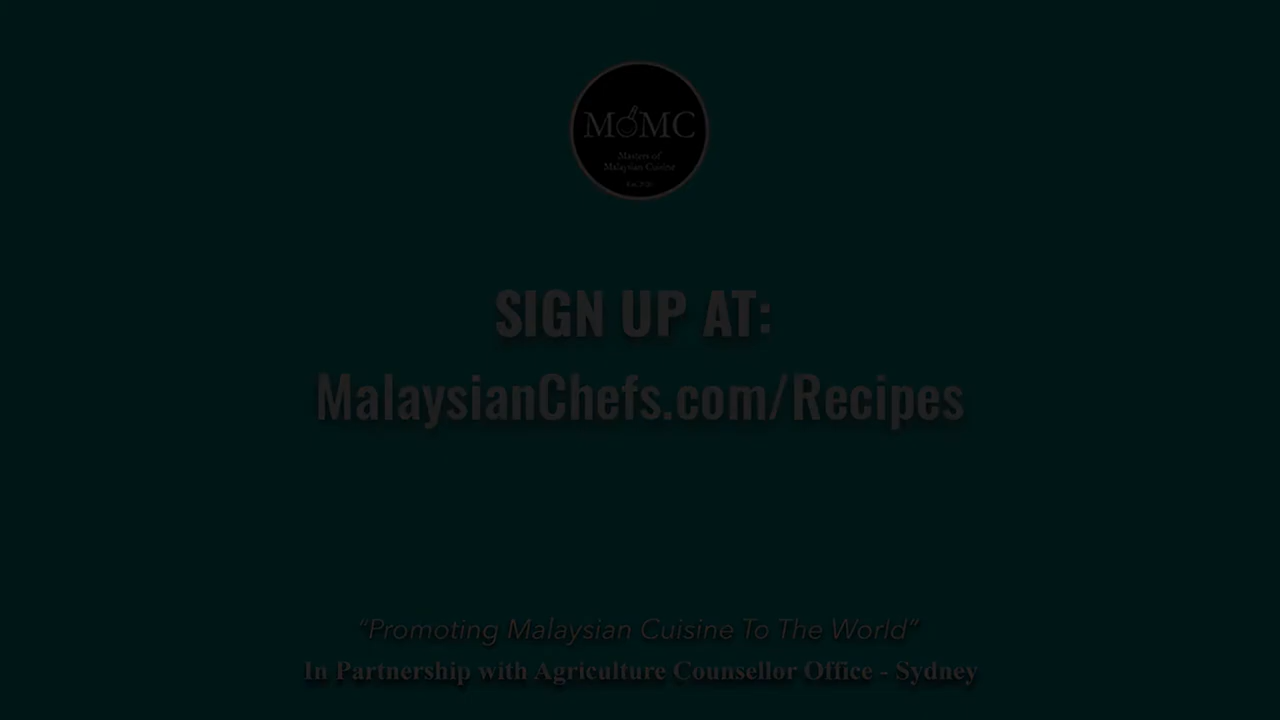 MOMC
Masters of
Malaysian Cuisine
SIGN UP AT:
MalaysianChefs.com/Recipes
“Promoting Malaysian Cuisine To The World”
In Partnership with Agriculture Counsellor Office - Sydney